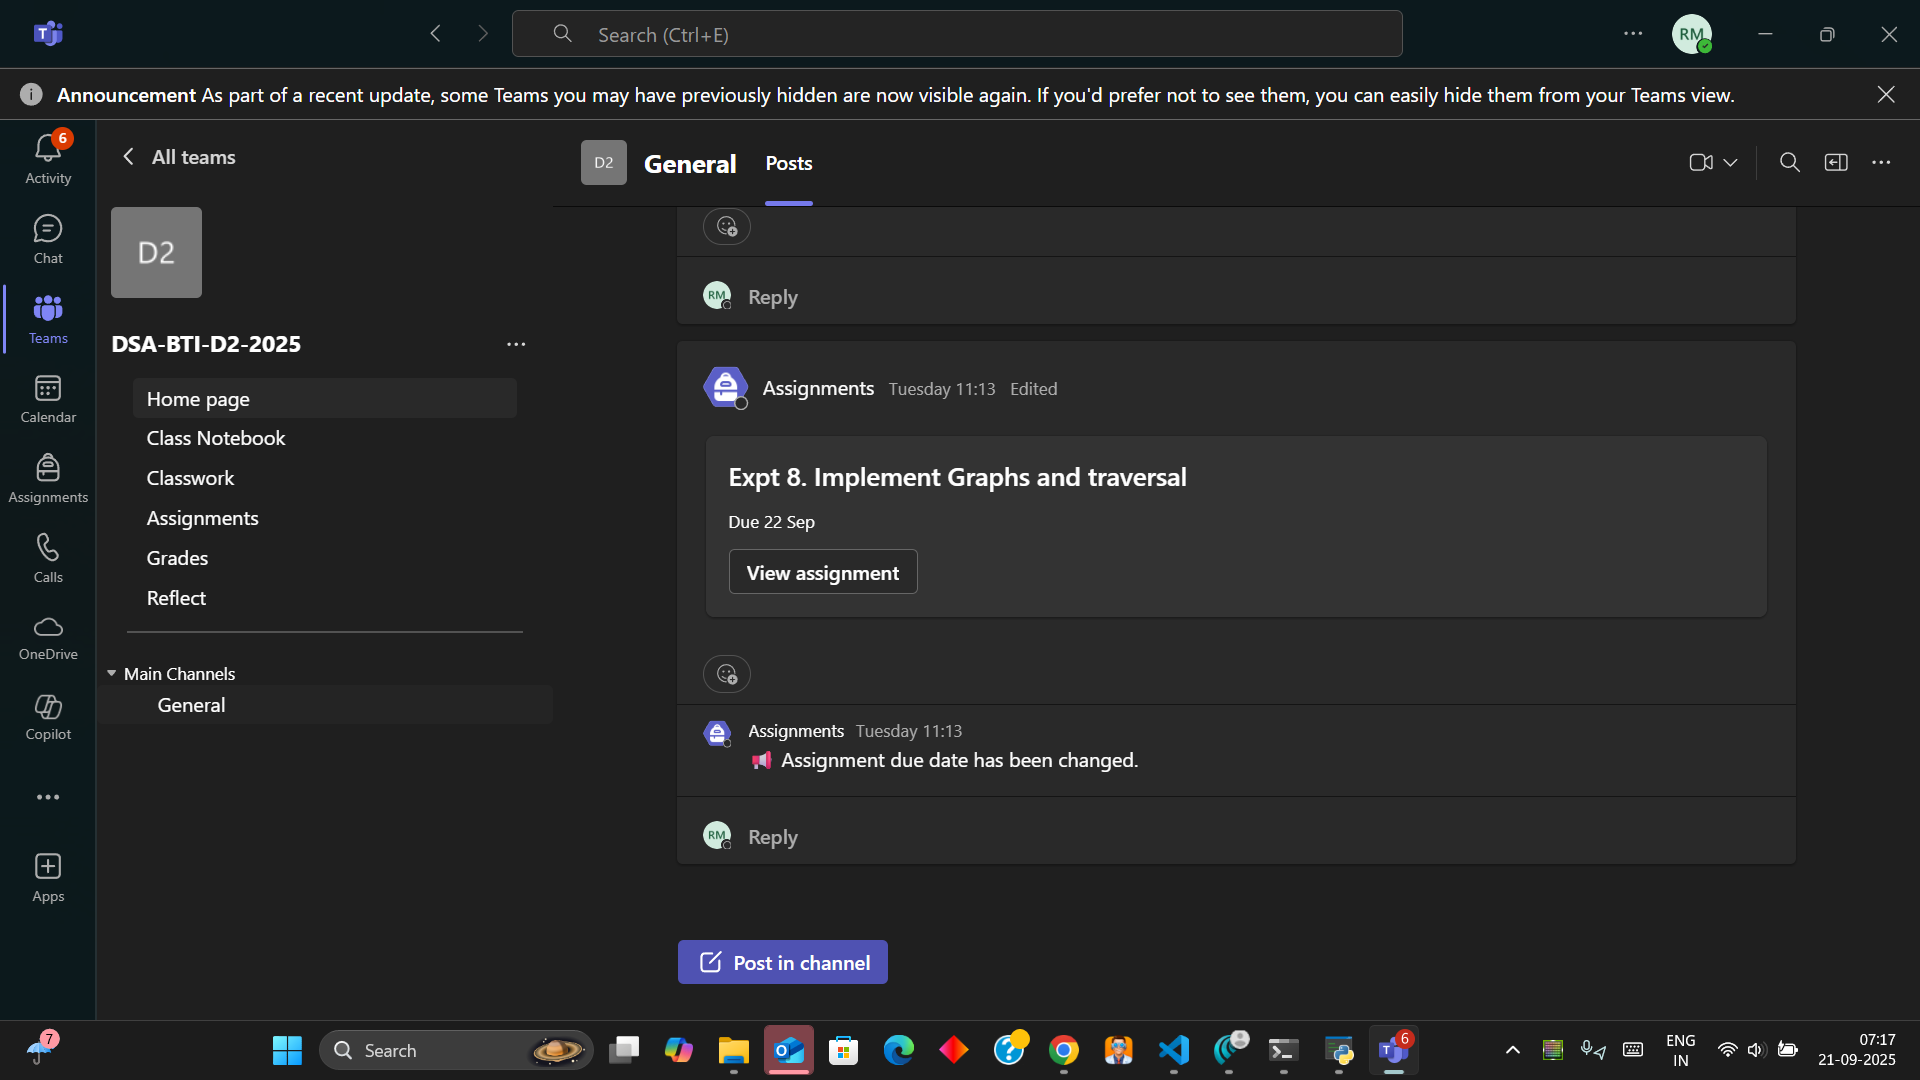 Search (Ctrl+E)
RM
Announcement As part of a recent update, some Teams you may have previously hidden are now visible again. If you'd prefer not to see them, you can easily hide them from your Teams view.
6
Activity
Chat
Teams
Calendar
Assignments
Calls
OneDrive
Copilot
Apps
All teams
D2
DSA-BTI-D2-2025
Home page
Class Notebook
Classwork
Assignments
Grades
Reflect
Main Channels
General
D2
General
Posts
RM
Reply
Assignments Tuesday 11:13 Edited
Expt 8. Implement Graphs and traversal
Due 22 Sep
View assignment
Assignments Tuesday 11:13
Assignment due date has been changed.
RM
Reply
Post in channel
7
Search
6
ENG
IN
07:17
21-09-2025